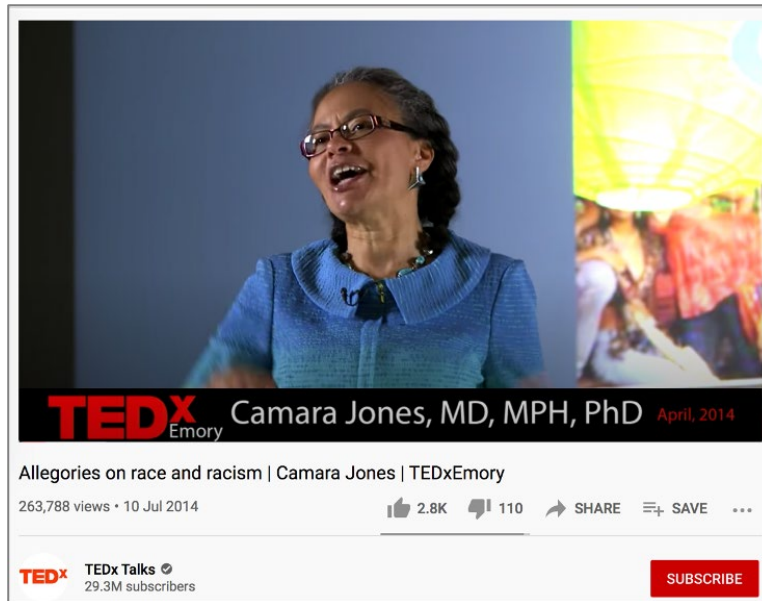 TEDx Emory Camara Jones, MD, MPH, PhD April, 2014
Allegories on race and racism | Camara Jones | TEDxEmory
263,788 views • 10 Jul 2014 2.8K 110 SHARE SAVE
TEDx TEDx Talks
29.3M subscribers SUBSCRIBE